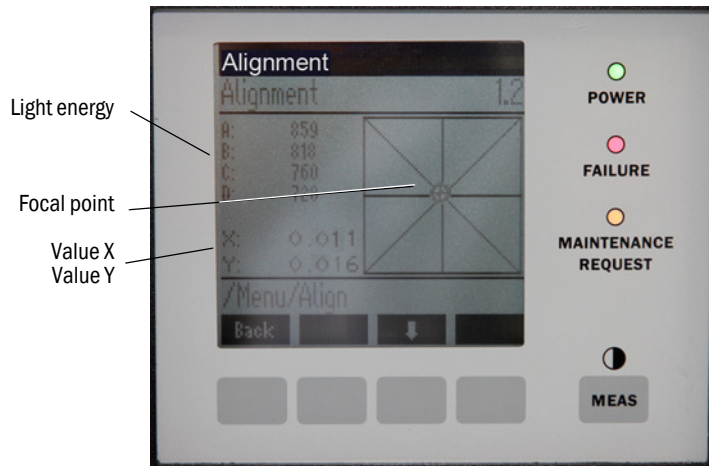 Alignment
Alignment 1.2
A: 859
B: 818
C: 760
D: 728
X: 0.011
Y: 0.016
/Menu/Align
Back
POWER
FAILURE
MAINTENANCE
REQUEST
MEAS
Light energy
Focal point
Value X
Value Y